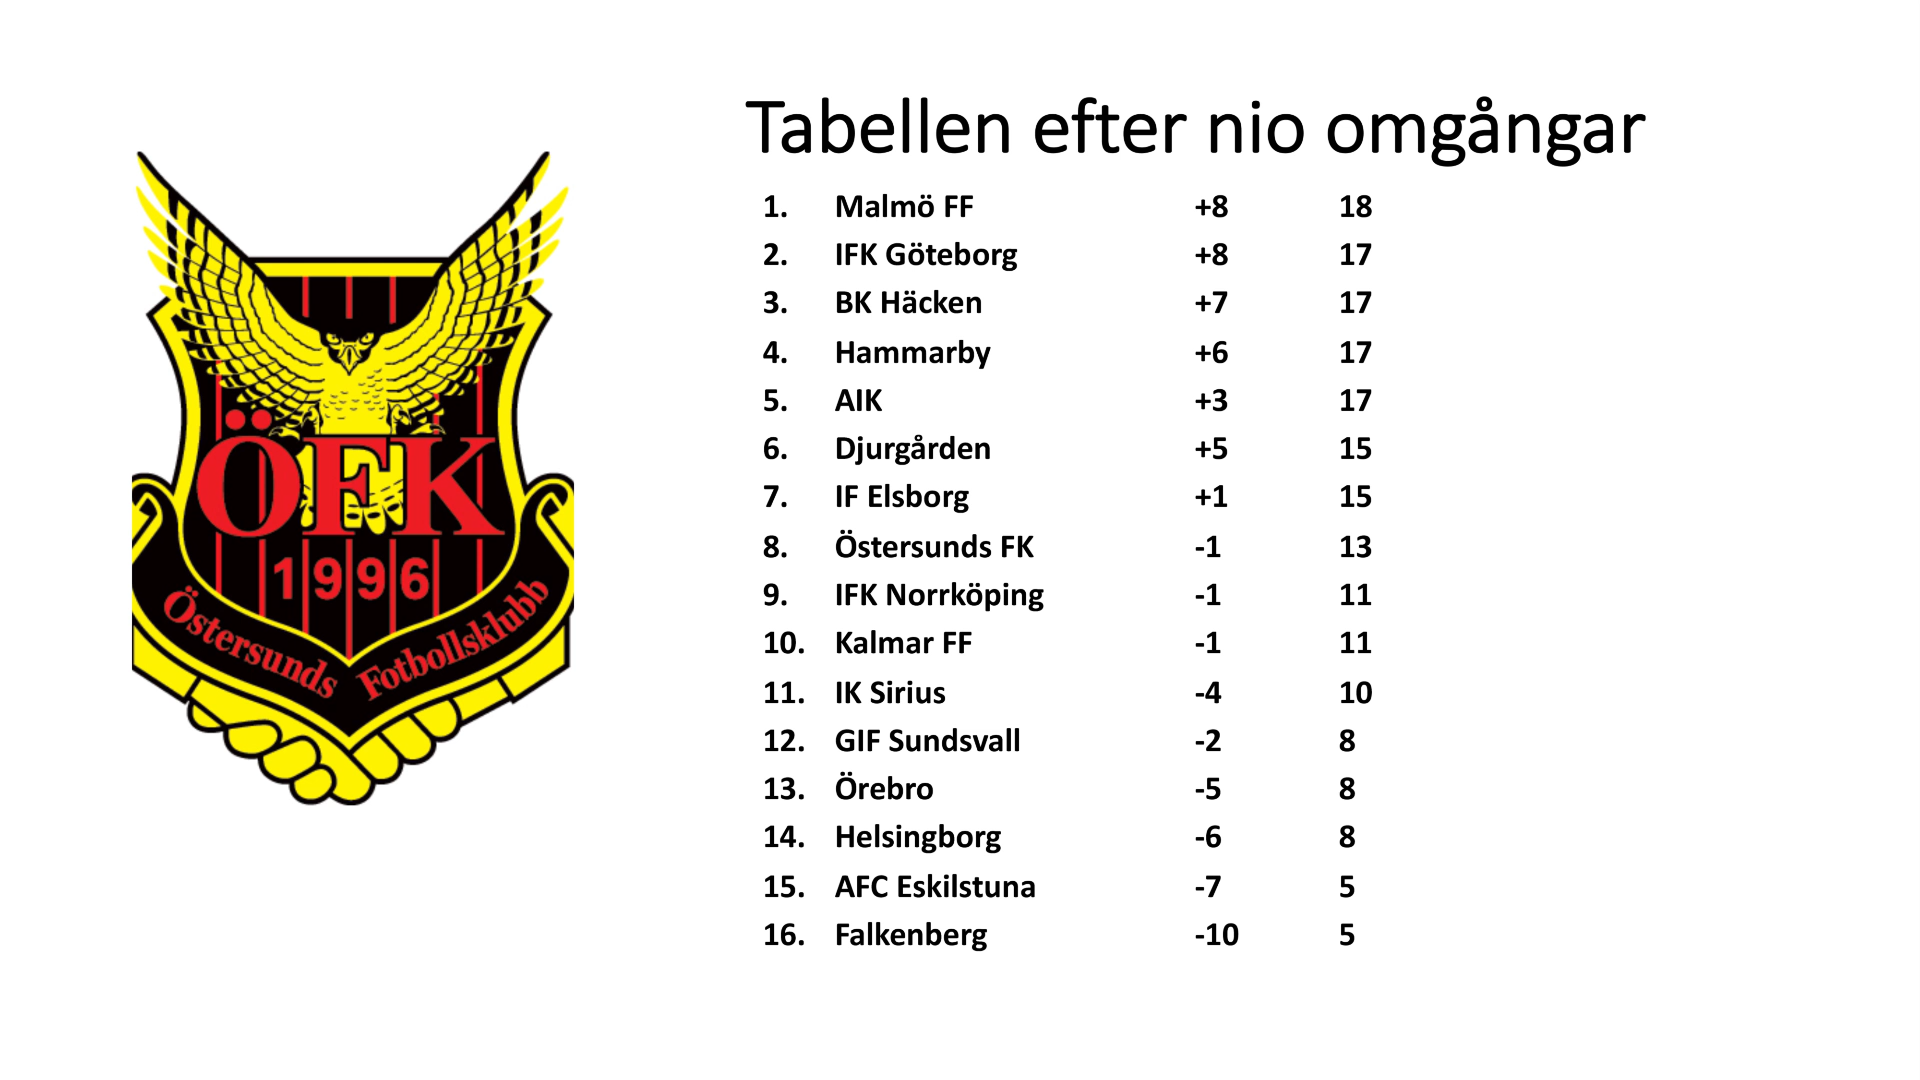 Tabellen efter nio omgångar
1. Malmö FF +8 18
2. IFK Göteborg +8 17
3. BK Häcken +7 17
4. Hammarby +6 17
5. AIK +3 17
6. Djurgården +5 15
7. IF Elsborg +1 15
8. Östersunds FK -1 13
9. IFK Norrköping -1 11
10. Kalmar FF -1 11
11. IK Sirius -4 10
12. GIF Sundsvall -2 8
13. Örebro -5 8
14. Helsingborg -6 8
15. AFC Eskilstuna -7 5
16. Falkenberg -10 5
ÖFK
1996
Östersunds Fotbollsklubb